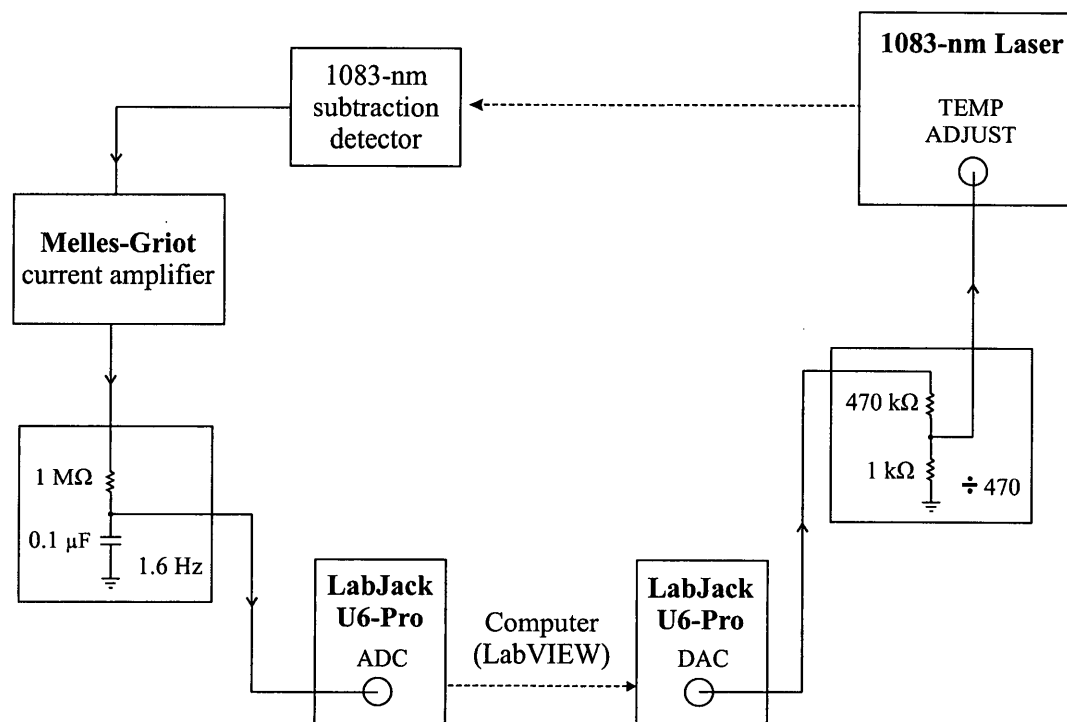 1083-nm
subtraction
detector
1083-nm Laser
TEMP
ADJUST
Melles-Griot
current amplifier
470 kΩ
1 kΩ
÷ 470
1 MΩ
0.1 µF
1.6 Hz
LabJack
U6-Pro
ADC
Computer
(LabVIEW)
LabJack
U6-Pro
DAC